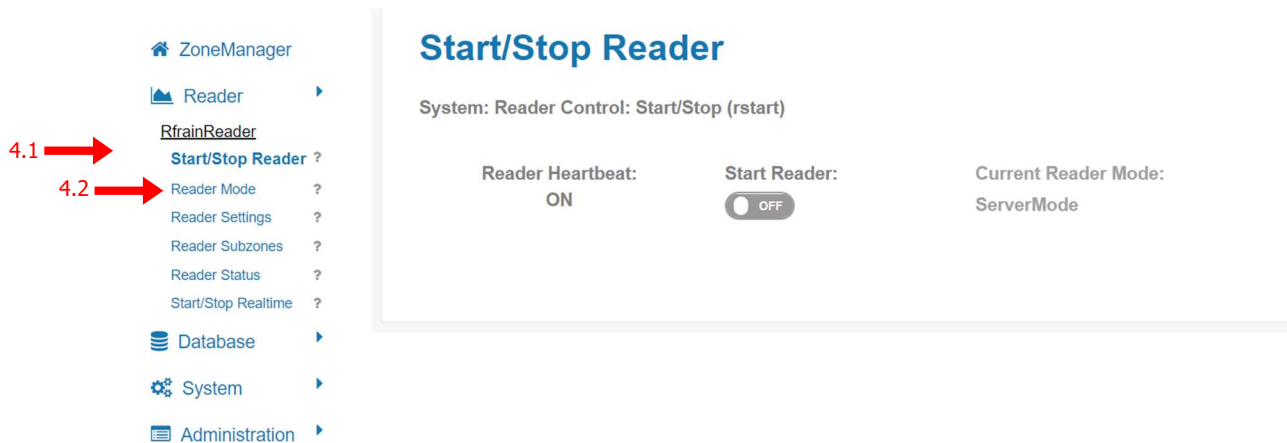 ZoneManager
Reader
RfrainReader
4.1
Start/Stop Reader ?
4.2
Reader Mode ?
Reader Settings ?
Reader Subzones ?
Reader Status ?
Start/Stop Realtime ?
Database
System
Administration
Start/Stop Reader
System: Reader Control: Start/Stop (rstart)
Reader Heartbeat:
ON
Start Reader:
OFF
Current Reader Mode:
ServerMode